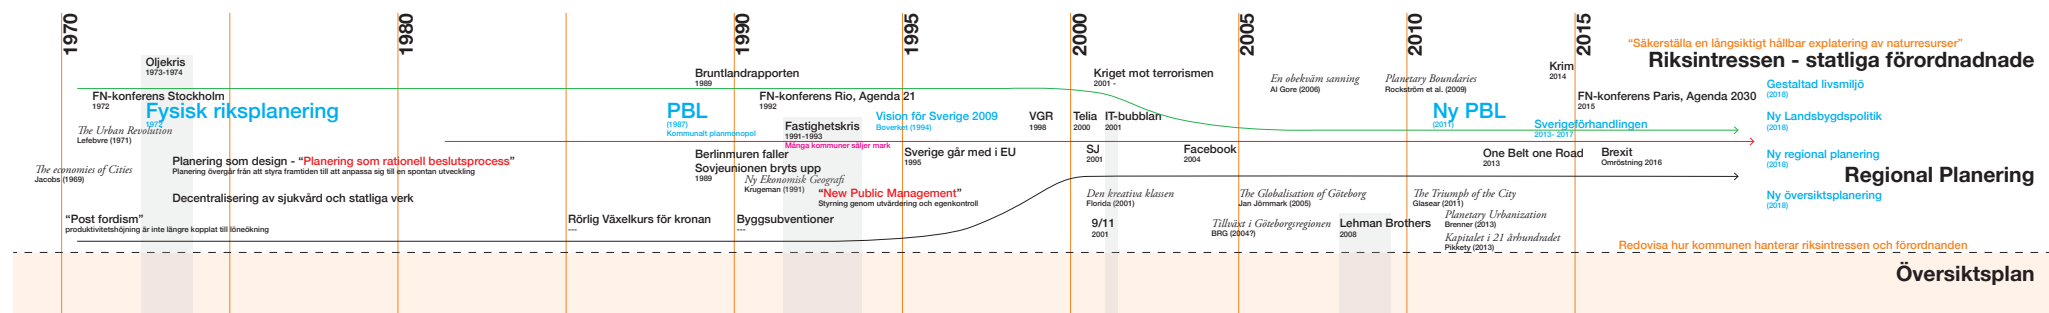 1970
1980
1990
1995
2000
2005
2010
2015
“Säkerställa en långsiktigt hållbar explatering av naturresurser”
Riksintressen - statliga förordnadnade
Oljekris
1973-1974
Bruntlandrapporten
1989
Kriget mot terrorismen
2001 -
En obekväm sanning
Al Gore (2006)
Planetary Boundaries
Rockström et al. (2009)
Krim
2014
Gestaltad livsmiljö
(2018)
FN-konferens Stockholm
1972
FN-konferens Rio, Agenda 21
1992
FN-konferens Paris, Agenda 2030
2015
Fysisk riksplanering
1972
PBL
(1987)
Kommunalt planmonopol
Vision för Sverige 2009
Boverket (1994)
VGR
1998
Telia
2000
IT-bubblan
2001
Ny PBL
(2011)
Sverigeförhandlingen
2013- 2017
Ny Landsbygdspolitik
(2018)
The Urban Revolution
Lefebvre (1971)
Fastighetskris
1991-1993
Många kommuner säljer mark
Planering som design - “Planering som rationell beslutsprocess”
Planering övergår från att styra framtiden till att anpassa sig till en spontan utveckling
Berlinmuren faller
Sovjeunionen bryts upp
1989
Sverige går med i EU
1995
SJ
2001
Facebook
2004
One Belt one Road
2013
Brexit
Omröstning 2016
Ny regional planering
(2018)
The economies of Cities
Jacobs (1969)
Regional Planering
Ny Ekonomisk Geografi
Krugeman (1991)
“New Public Management”
Styrning genom utvärdering och egenkontroll
Decentralisering av sjukvård och statliga verk
Den kreativa klassen
Florida (2001)
The Globalisation of Göteborg
Jan Jörnmark (2005)
The Triumph of the City
Glasear (2011)
Ny översiktsplanering
(2018)
“Post fordism”
produktivitetshöjning är inte längre kopplat till löneökning
Rörlig Växelkurs för kronan
---
Byggsubventioner
---
9/11
2001
Tillväxt i Göteborgsregionen
BRG (2004?)
Lehman Brothers
2008
Planetary Urbanization
Brenner (2013)
Kapitalet i 21 århundradet
Pikkety (2013)
Redovisa hur kommunen hanterar riksintressen och förordnanden
Översiktsplan